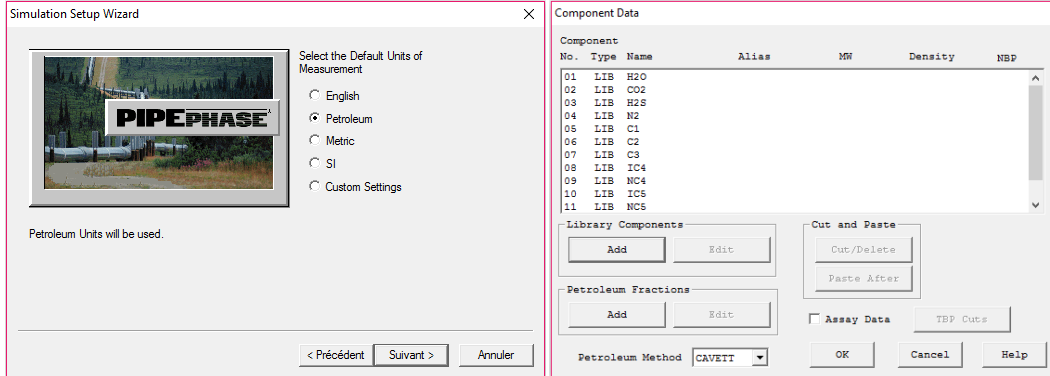 Simulation Setup Wizard
Select the Default Units of
Measurement
English
Petroleum
Metric
SI
Custom Settings
PIPEPHASE
Petroleum Units will be used.
< Précédent
Suivant >
Annuler
Component Data
Component
No. Type Name Alias MW Density NBP
01 LIB H2O
02 LIB CO2
03 LIB H2S
04 LIB N2
05 LIB C1
06 LIB C2
07 LIB C3
08 LIB IC4
09 LIB NC4
10 LIB IC5
11 LIB NC5
Library Components
Add
Edit
Cut and Paste
Cut/Delete
Paste After
Petroleum Fractions
Add
Edit
Assay Data
TBP Cuts
Petroleum Method CAVETT
OK
Cancel
Help